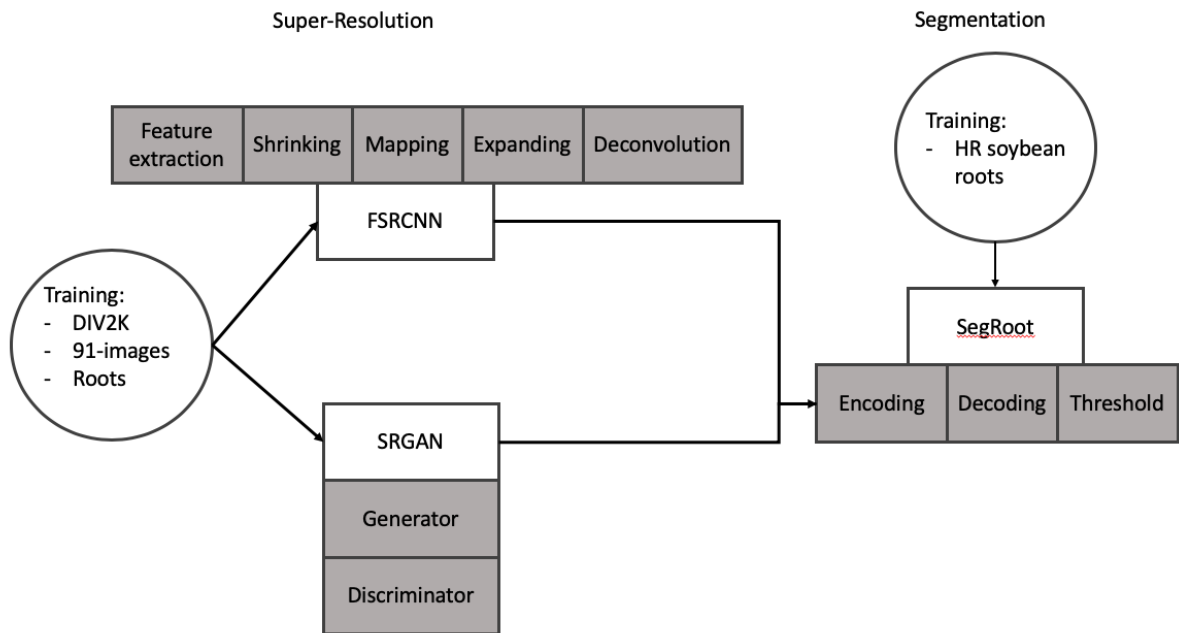 Super-Resolution
Segmentation
Feature
extraction
Shrinking
Mapping
Expanding
Deconvolution
FSRCNN
Training:
- DIV2K
- 91-images
- Roots
SRGAN
Generator
Discriminator
Training:
- HR soybean
roots
SegRoot
Encoding
Decoding
Threshold